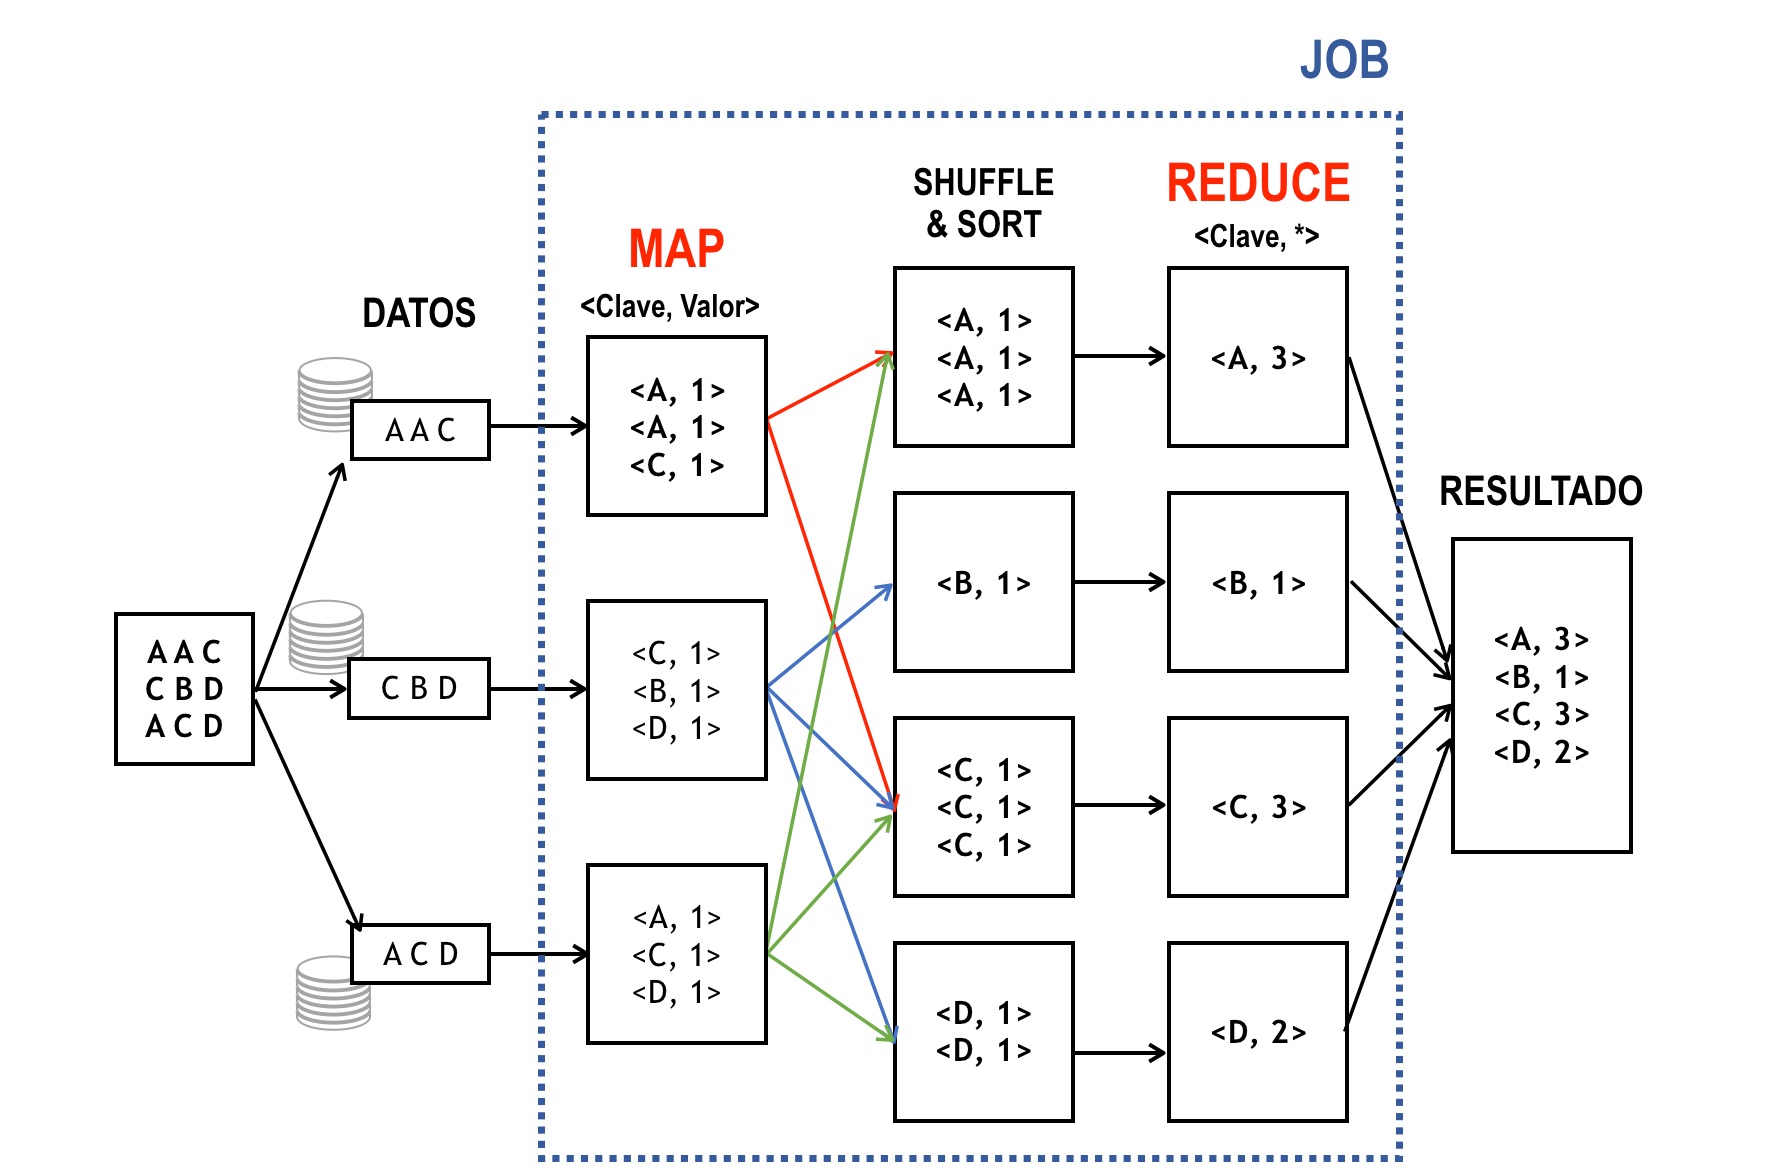 JOB
DATOS
MAP
<Clave, Valor>
SHUFFLE
& SORT
REDUCE
<Clave, *>
RESULTADO
A A C
C B D
A C D
A A C
C B D
A C D
<A, 1>
<A, 1>
<C, 1>
<C, 1>
<B, 1>
<D, 1>
<A, 1>
<C, 1>
<D, 1>
<A, 1>
<A, 1>
<A, 1>
<B, 1>
<C, 1>
<C, 1>
<C, 1>
<D, 1>
<D, 1>
<A, 3>
<B, 1>
<C, 3>
<D, 2>
<A, 3>
<B, 1>
<C, 3>
<D, 2>